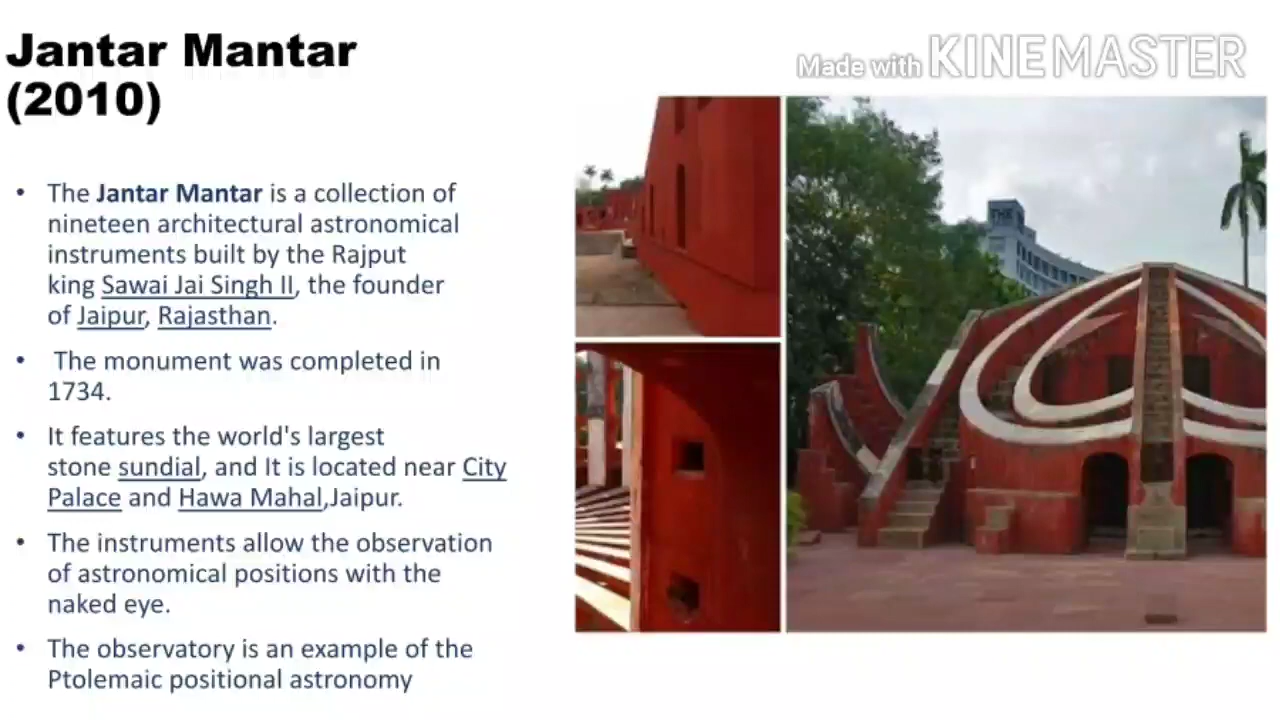 Jantar Mantar
(2010)
Made with KINEMASTER
• The Jantar Mantar is a collection of
nineteen architectural astronomical
instruments built by the Rajput
king Sawai Jai Singh II, the founder
of Jaipur, Rajasthan.
• The monument was completed in
1734.
• It features the world's largest
stone sundial, and It is located near City
Palace and Hawa Mahal,Jaipur.
• The instruments allow the observation
of astronomical positions with the
naked eye.
• The observatory is an example of the
Ptolemaic positional astronomy